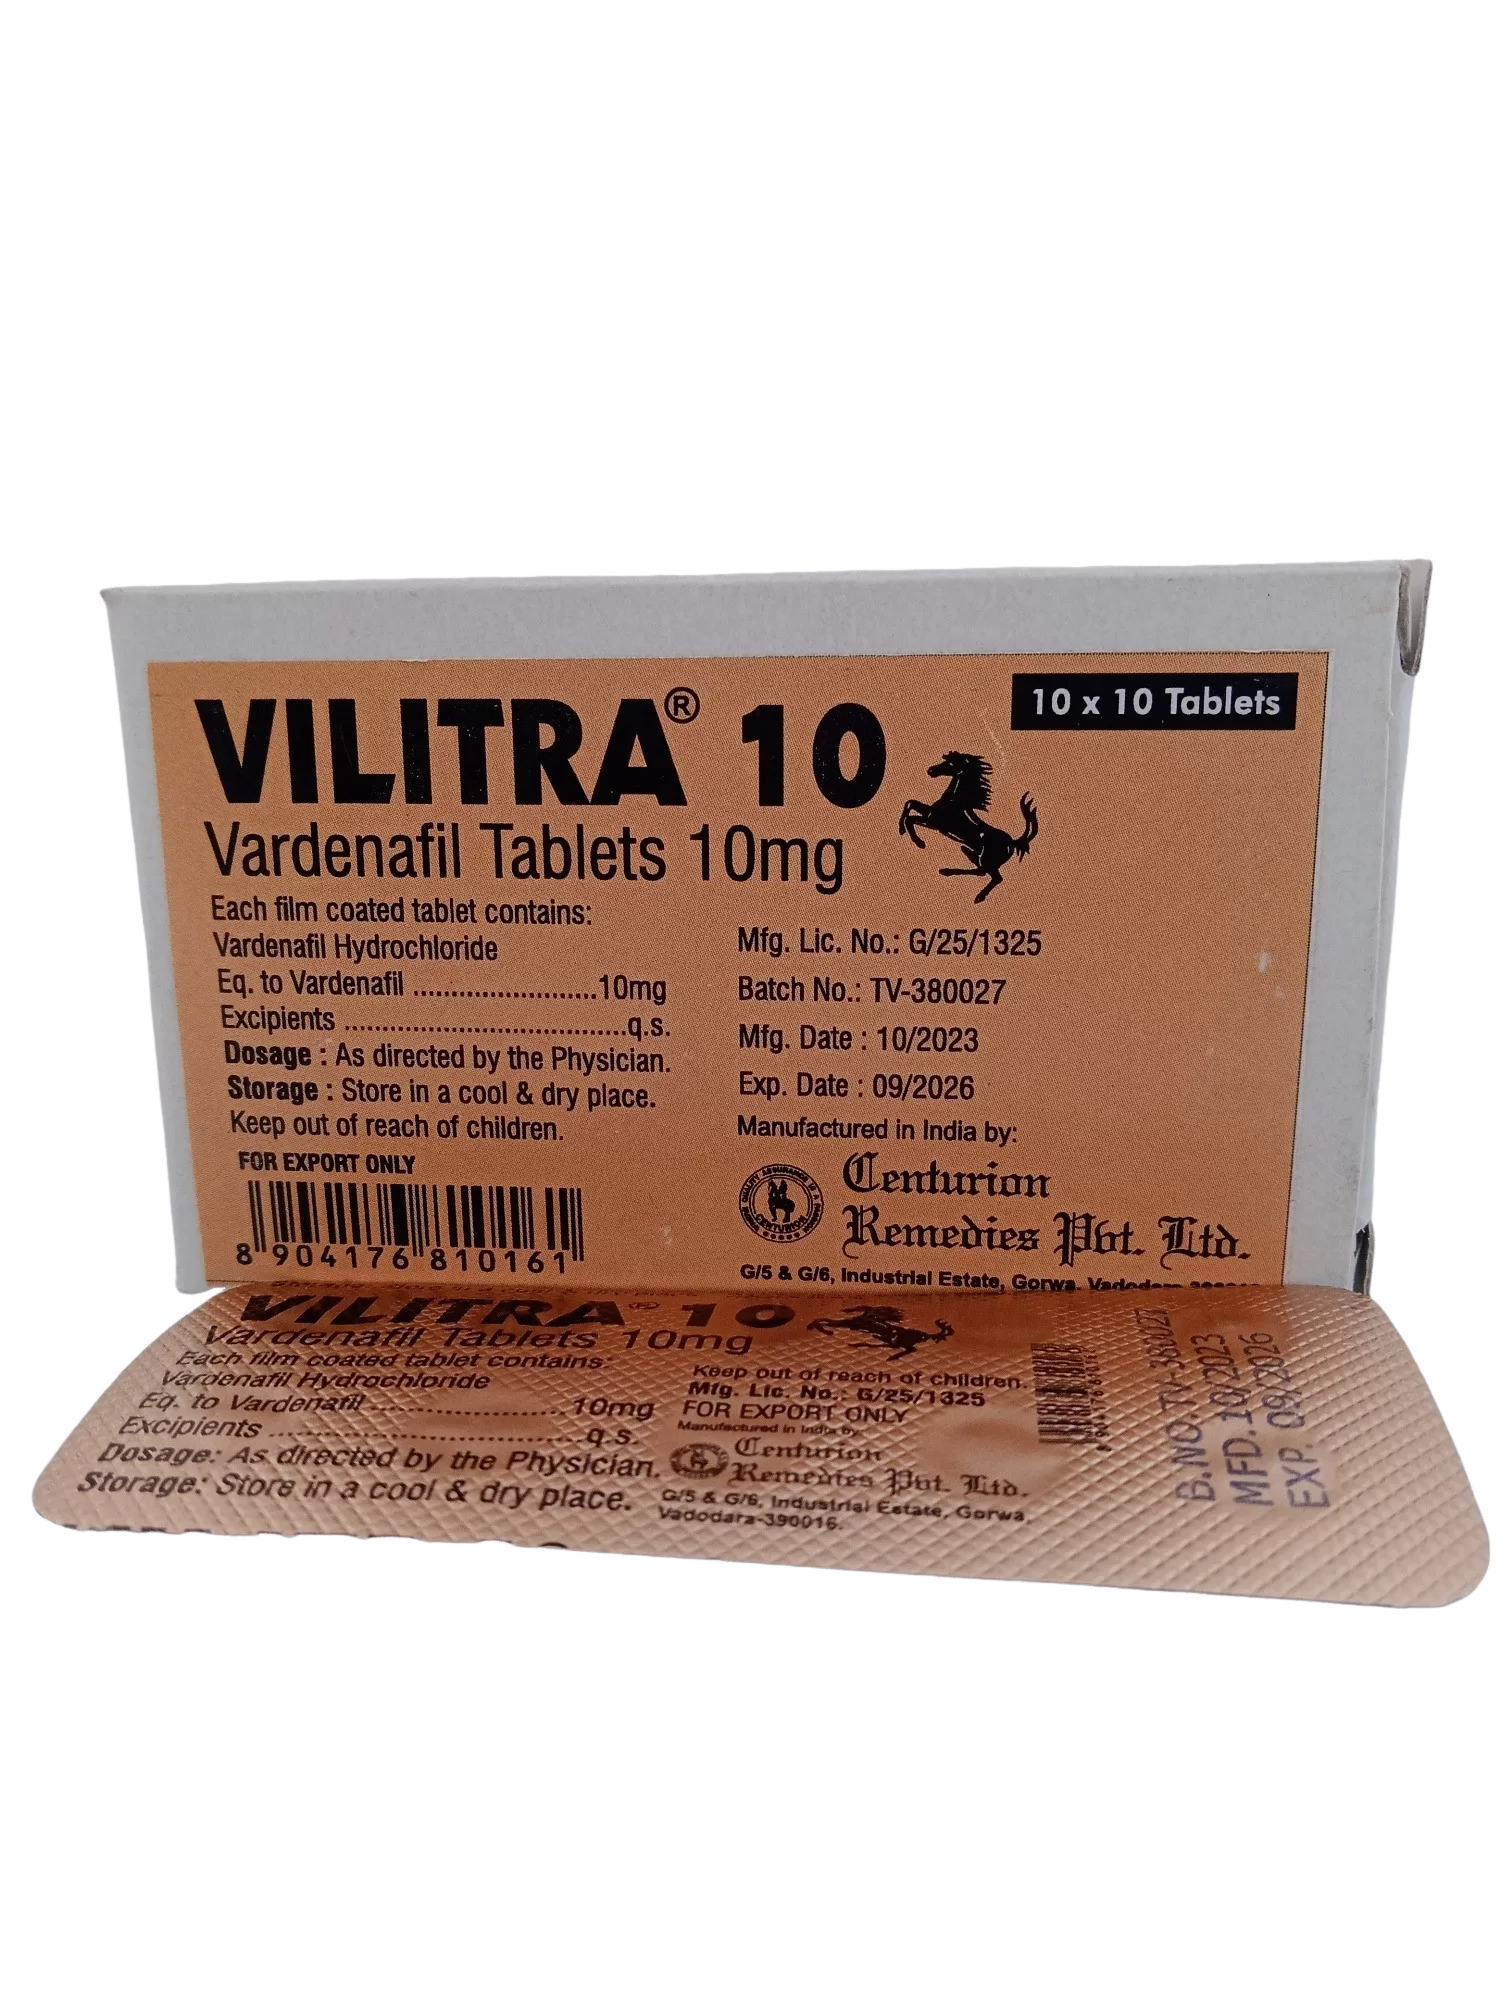 VILITRA® 10
10 x 10 Tablets
Vardenafil Tablets 10mg
Each film coated tablet contains:
Vardenafil Hydrochloride
Eq. to Vardenafil ........................10mg
Excipients .....................................q.s.
Dosage : As directed by the Physician.
Storage : Store in a cool & dry place.
Keep out of reach of children.
FOR EXPORT ONLY
8 904176 810161
Mfg. Lic. No.: G/25/1325
Batch No.: TV-380027
Mfg. Date : 10/2023
Exp. Date : 09/2026
Manufactured in India by:
QUALITY ASSURANCE IS A
CENTURION
Centurion
Remedies Pvt. Ltd.
G/5 & G/6, Industrial Estate, Gorwa,
VILITRA® 10
Vardenafil Tablets 10mg
Each film coated tablet contains:
Vardenafil Hydrochloride
Eq. to Vardenafil ........................10mg
Excipients .....................................q.s.
Dosage: As directed by the Physician.
Storage: Store in a cool & dry place.
Keep out of reach of children.
Mfg. Lic. No.: G/25/1325
FOR EXPORT ONLY
Manufactured in India by:
Centurion
Remedies Pvt. Ltd.
G/5 & G/6, Industrial Estate, Gorwa,
Vadodara-390016.
B.NO.TV-380027
MFD.10/2023
EXP. 09/2026